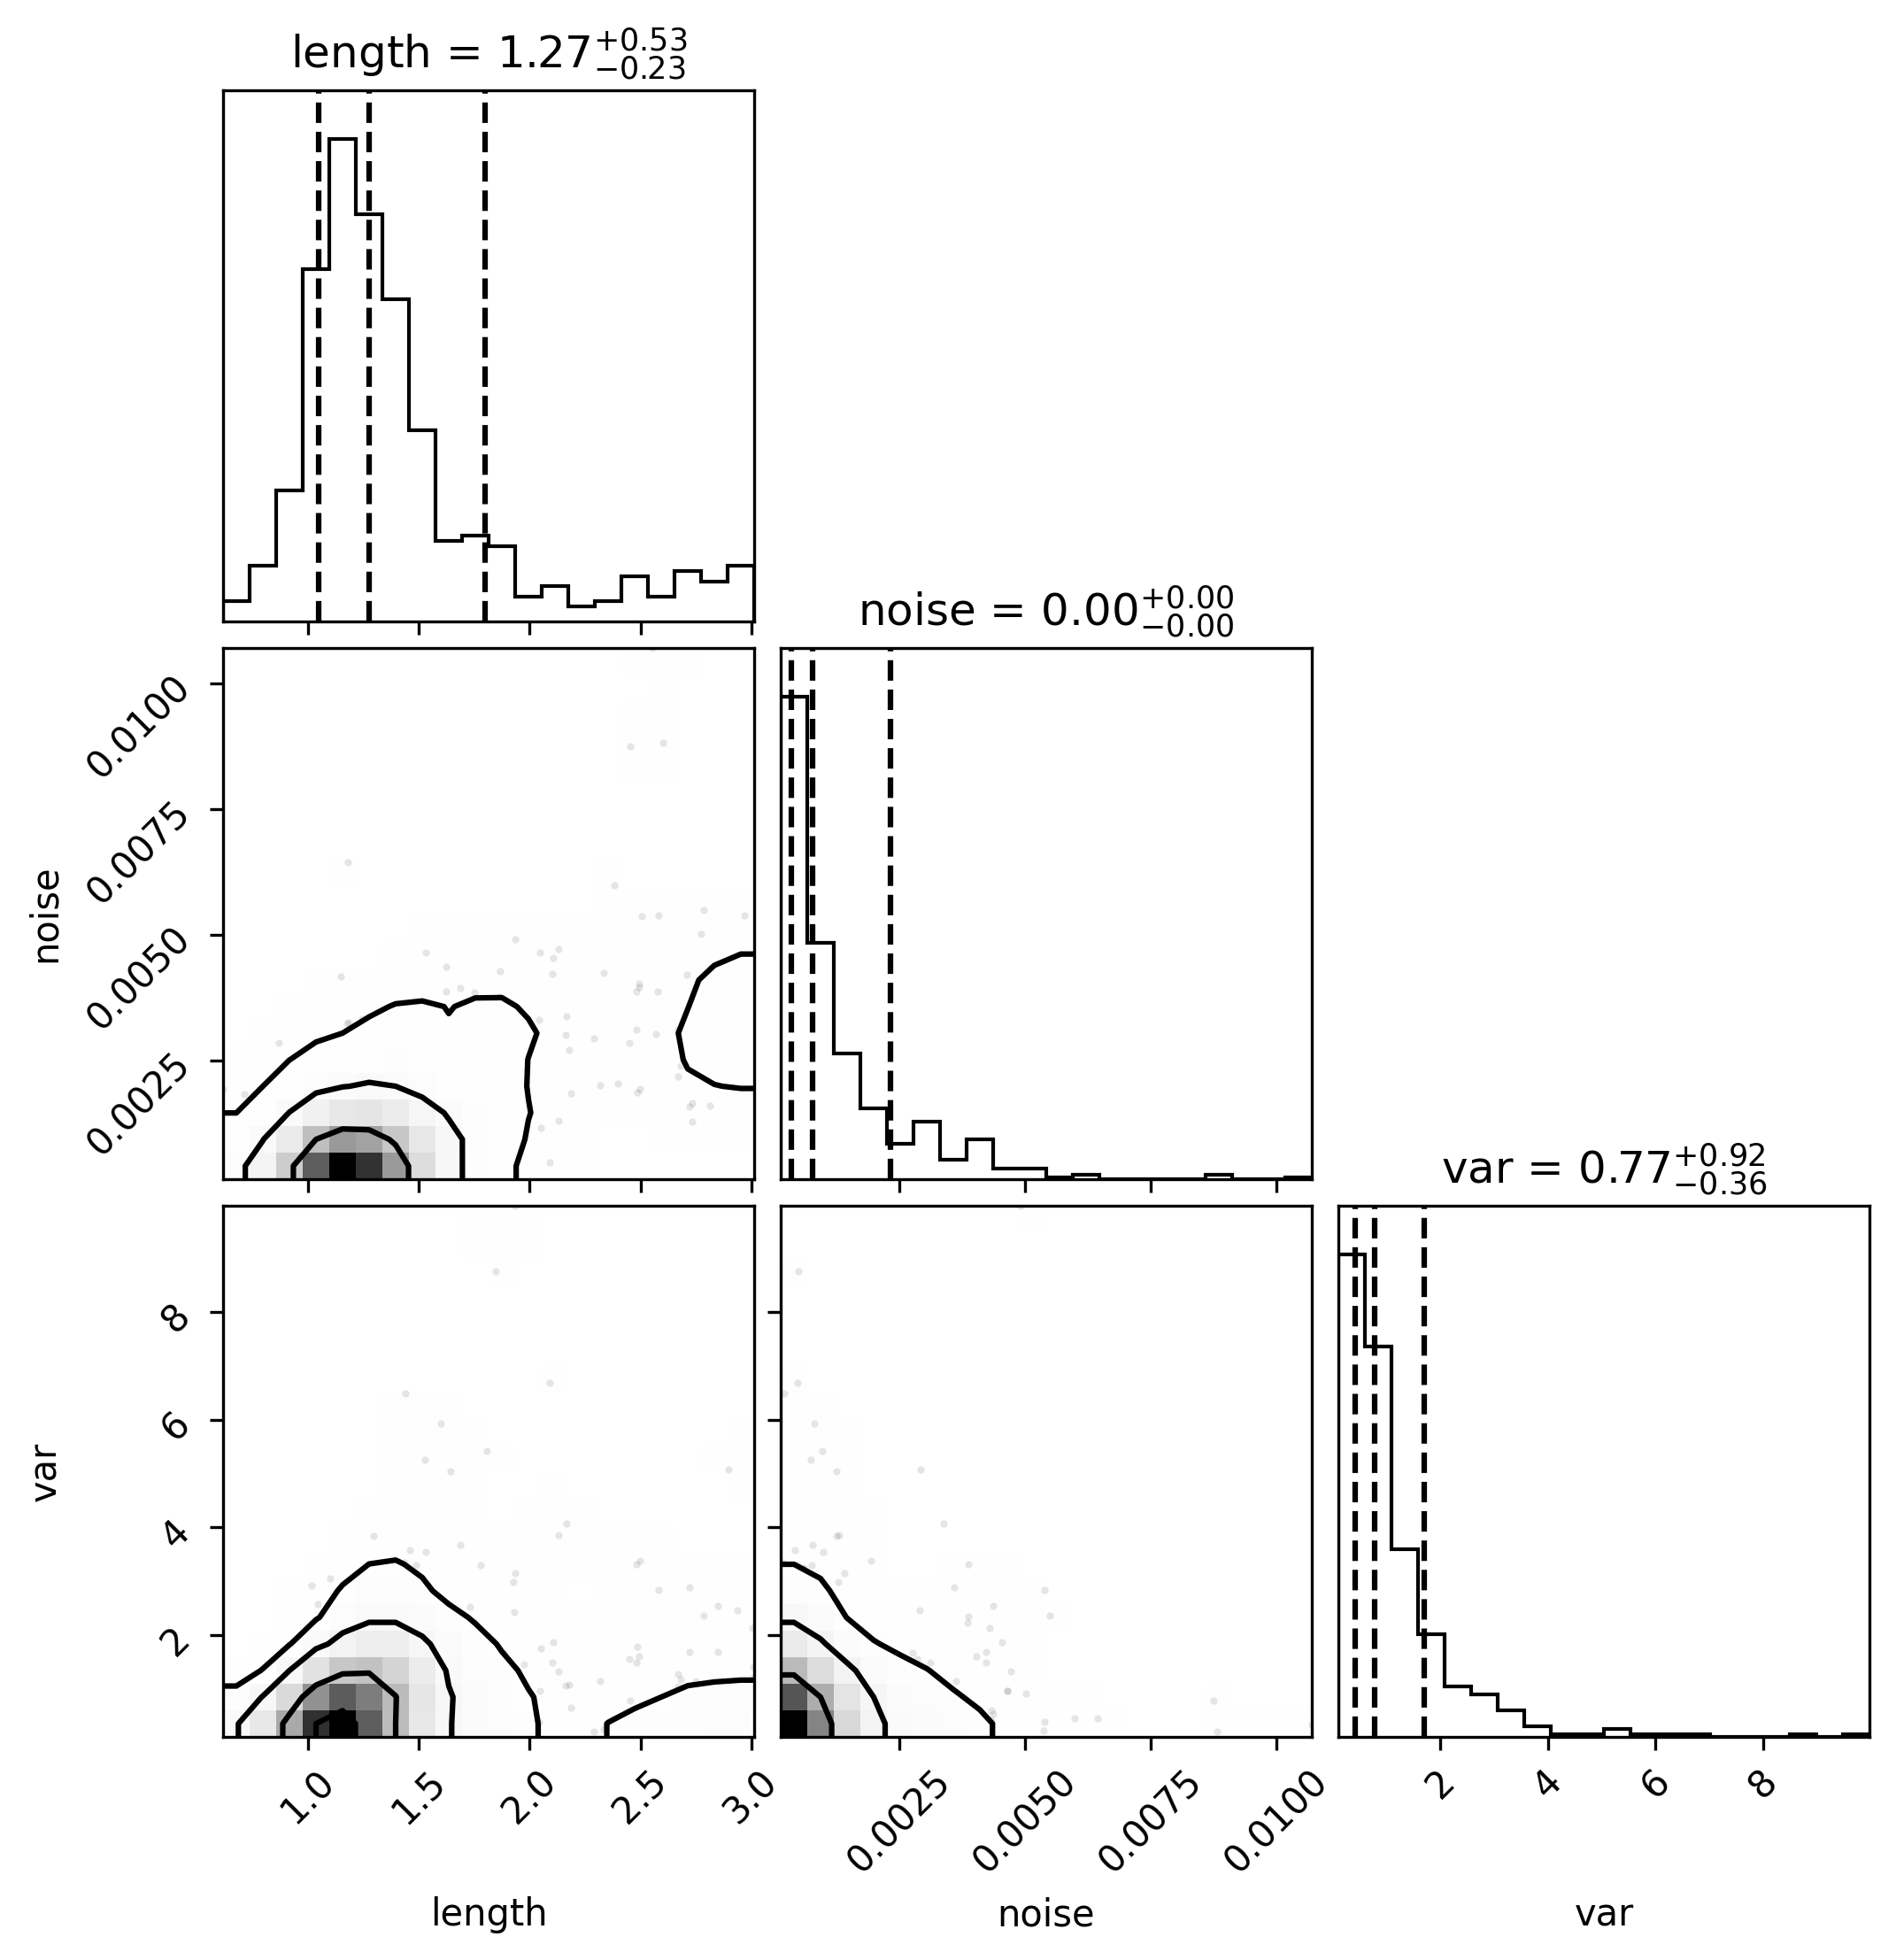 length = 1.27 +0.53 −0.23
noise = 0.00 +0.00 −0.00
0.0100
0.0075
0.0050
0.0025
noise
var = 0.77 +0.92 −0.36
8
6
4
2
var
1.0 1.5 2.0 2.5 3.0 0.0025 0.0050 0.0075 0.0100 2 4 6 8
length noise var